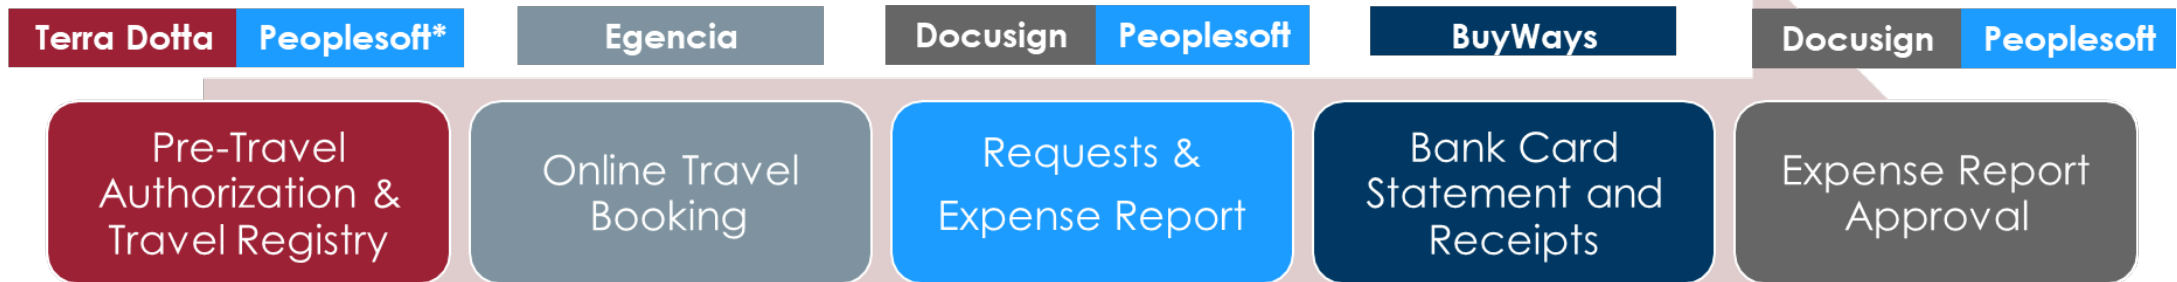 Terra Dotta Peoplesoft* Egencia Docusign Peoplesoft BuyWays Docusign Peoplesoft
Pre-Travel
Authorization &
Travel Registry
Online Travel
Booking
Requests &
Expense Report
Bank Card
Statement and
Receipts
Expense Report
Approval